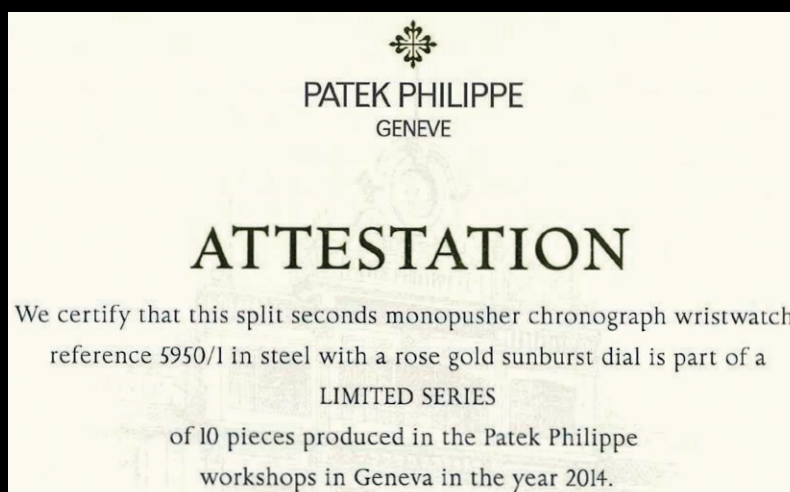 PATEK PHILIPPE
GENEVE
ATTESTATION
We certify that this split seconds monopusher chronograph wristwatch
reference 5950/1 in steel with a rose gold sunburst dial is part of a
LIMITED SERIES
of 10 pieces produced in the Patek Philippe
workshops in Geneva in the year 2014.